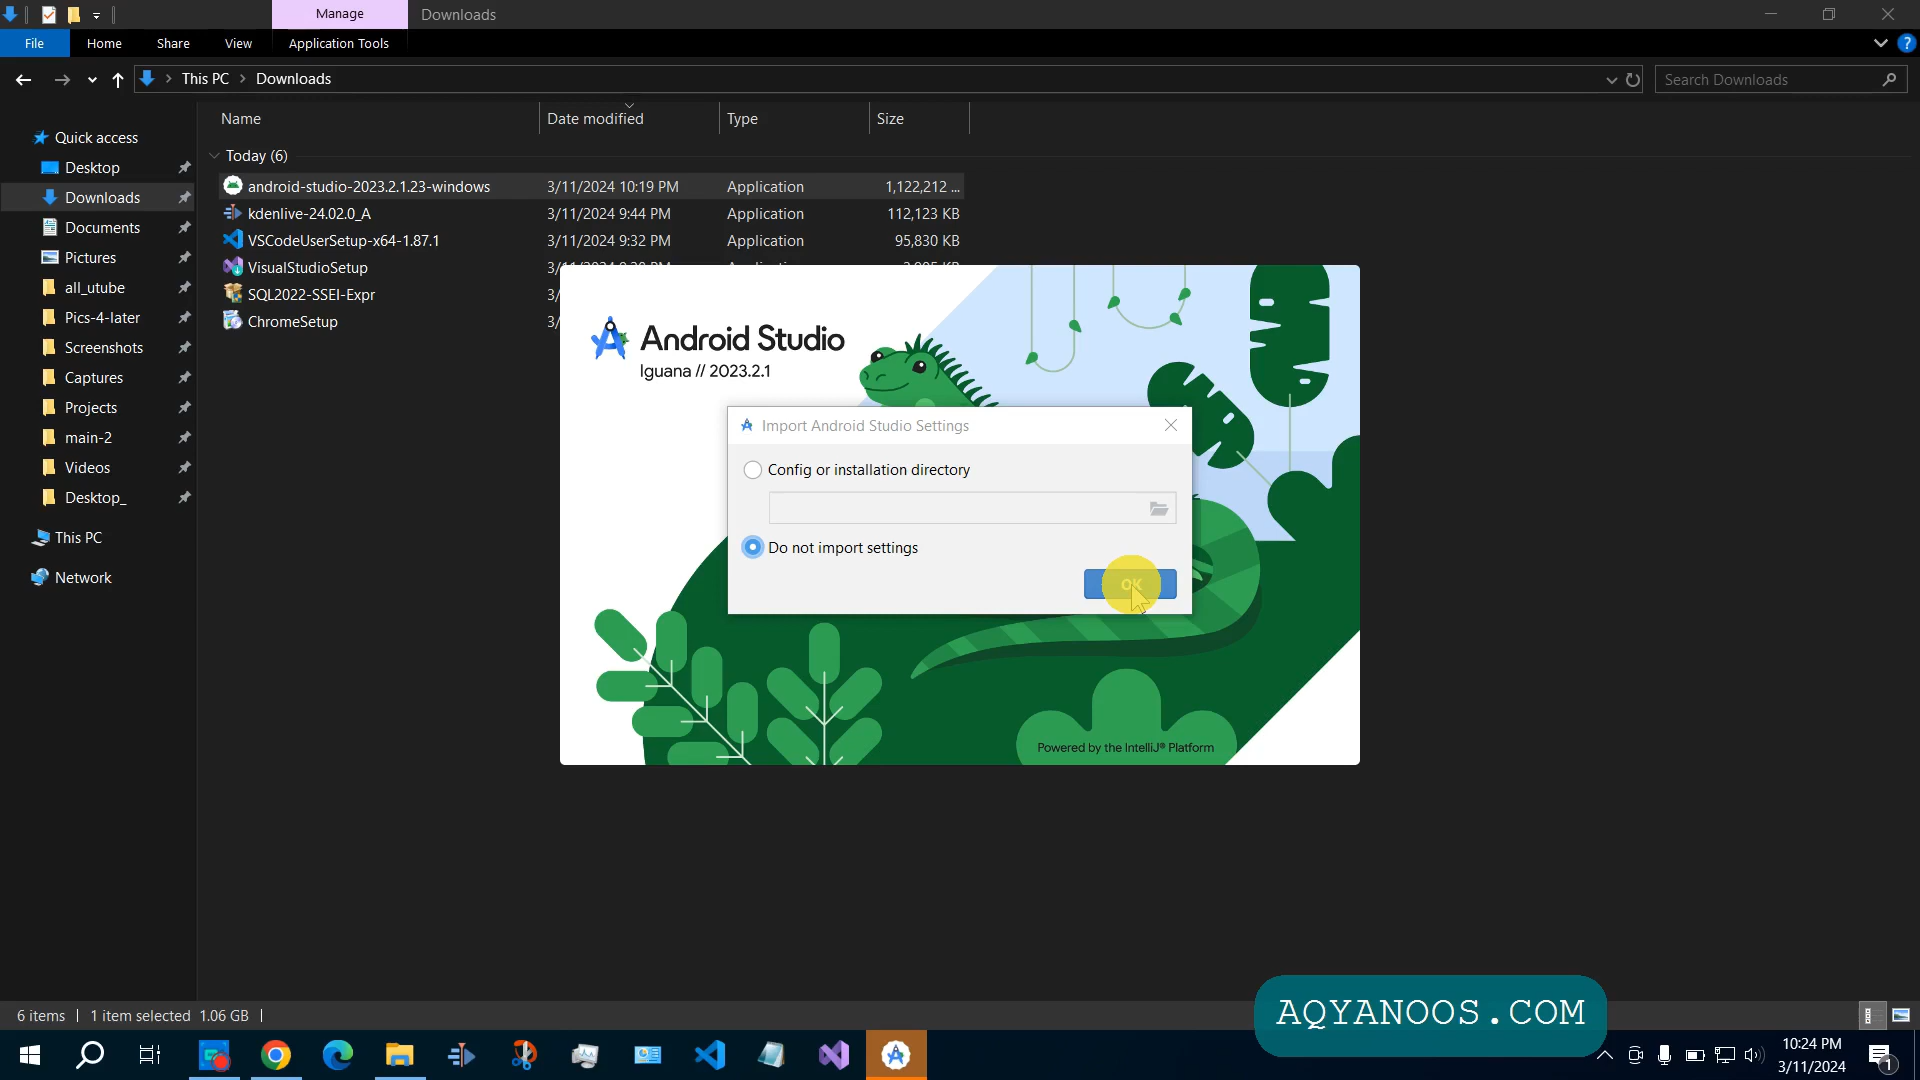 Manage
Downloads
File
Home
Share
View
Application Tools
?
This PC
Downloads
Search Downloads
Name
Date modified
Type
Size
Quick access
Desktop
Downloads
Documents
Pictures
all_utube
Pics-4-later
Screenshots
Captures
Projects
main-2
Videos
Desktop_
This PC
Network
Today (6)
android-studio-2023.2.1.23-windows 3/11/2024 10:19 PM Application 1,122,212 ...
kdenlive-24.02.0_A 3/11/2024 9:44 PM Application 112,123 KB
VSCodeUserSetup-x64-1.87.1 3/11/2024 9:32 PM Application 95,830 KB
VisualStudioSetup
SQL2022-SSEI-Expr 3/
ChromeSetup 3/
Android Studio
Iguana // 2023.2.1
Import Android Studio Settings
Config or installation directory
Do not import settings
OK
Powered by the IntelliJ® Platform
6 items
1 item selected 1.06 GB
AQYANOOS.COM
10:24 PM
3/11/2024
1